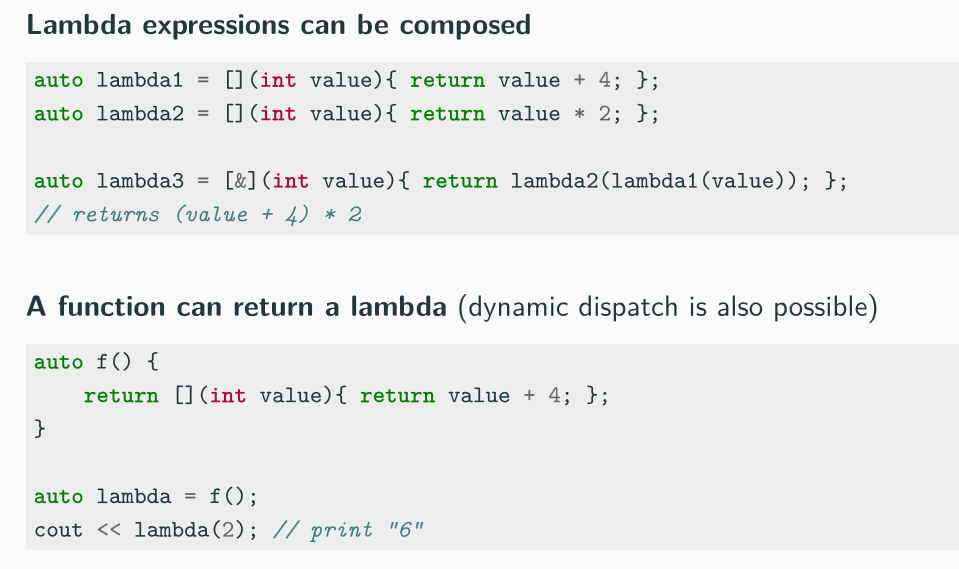 Lambda expressions can be composed
auto lambda1 = [](int value){ return value + 4; };
auto lambda2 = [](int value){ return value * 2; };
auto lambda3 = [&](int value){ return lambda2(lambda1(value)); };
// returns (value + 4) * 2
A function can return a lambda (dynamic dispatch is also possible)
auto f() {
    return [](int value){ return value + 4; };
}
auto lambda = f();
cout << lambda(2); // print "6"